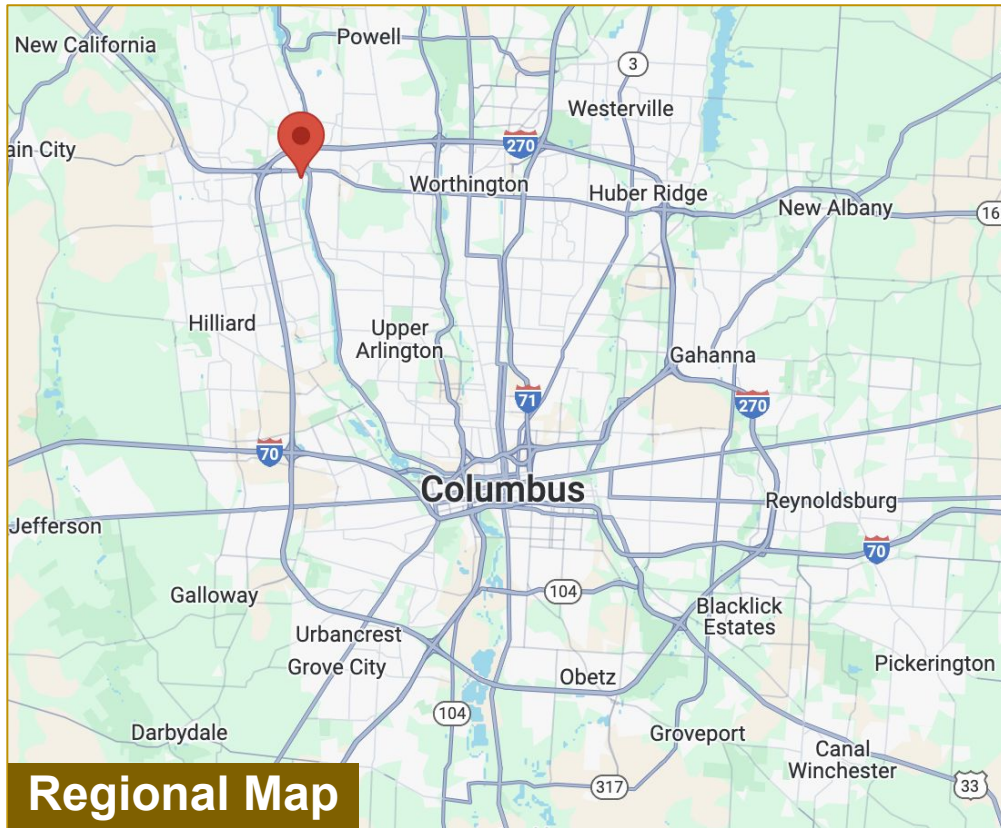 Powell
New California
3
Westerville
270
ain City
Worthington
Huber Ridge
New Albany
16
Hilliard
Upper
Arlington
Gahanna
71
270
70
Columbus
Reynoldsburg
Jefferson
70
104
Galloway
Blacklick
Estates
Urbancrest
Grove City
Pickerington
Obetz
104
Darbydale
Groveport
Canal
Winchester
317
33
Regional Map